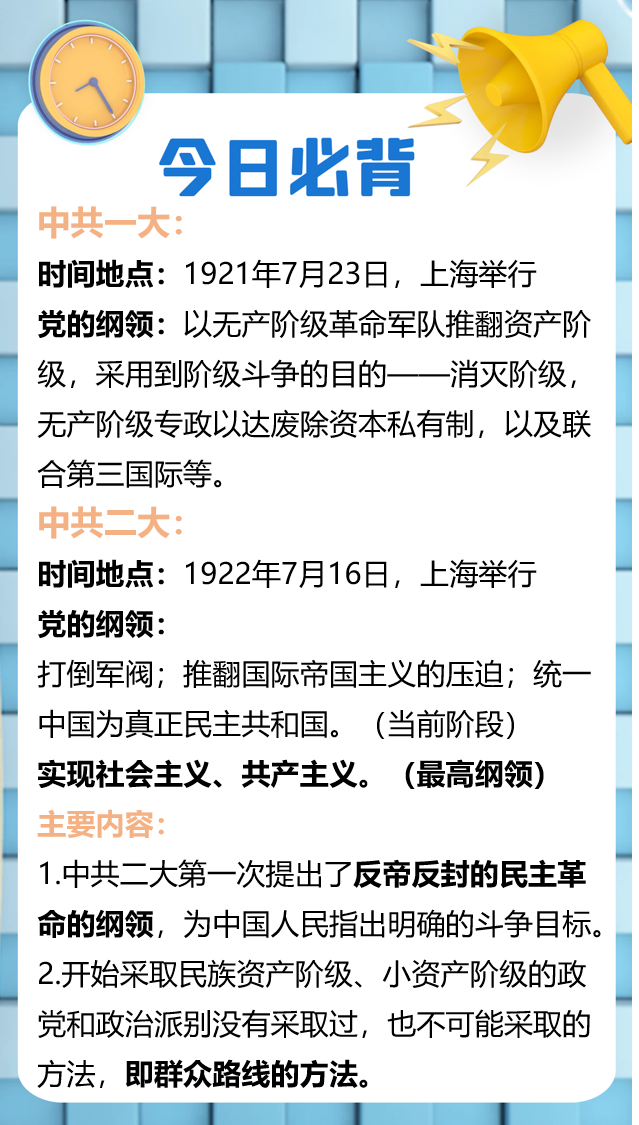 今日必背
中共一大：
时间地点：1921年7月23日，上海举行
党的纲领：以无产阶级革命军队推翻资产阶
级，采用到阶级斗争的目的——消灭阶级，
无产阶级专政以达废除资本私有制，以及联
合第三国际等。
中共二大：
时间地点：1922年7月16日，上海举行
党的纲领：
打倒军阀；推翻国际帝国主义的压迫；统一
中国为真正民主共和国。（当前阶段）
实现社会主义、共产主义。（最高纲领）
主要内容：
1.中共二大第一次提出了反帝反封的民主革
命的纲领，为中国人民指出明确的斗争目标。
2.开始采取民族资产阶级、小资产阶级的政
党和政治派别没有采取过，也不可能采取的
方法，即群众路线的方法。